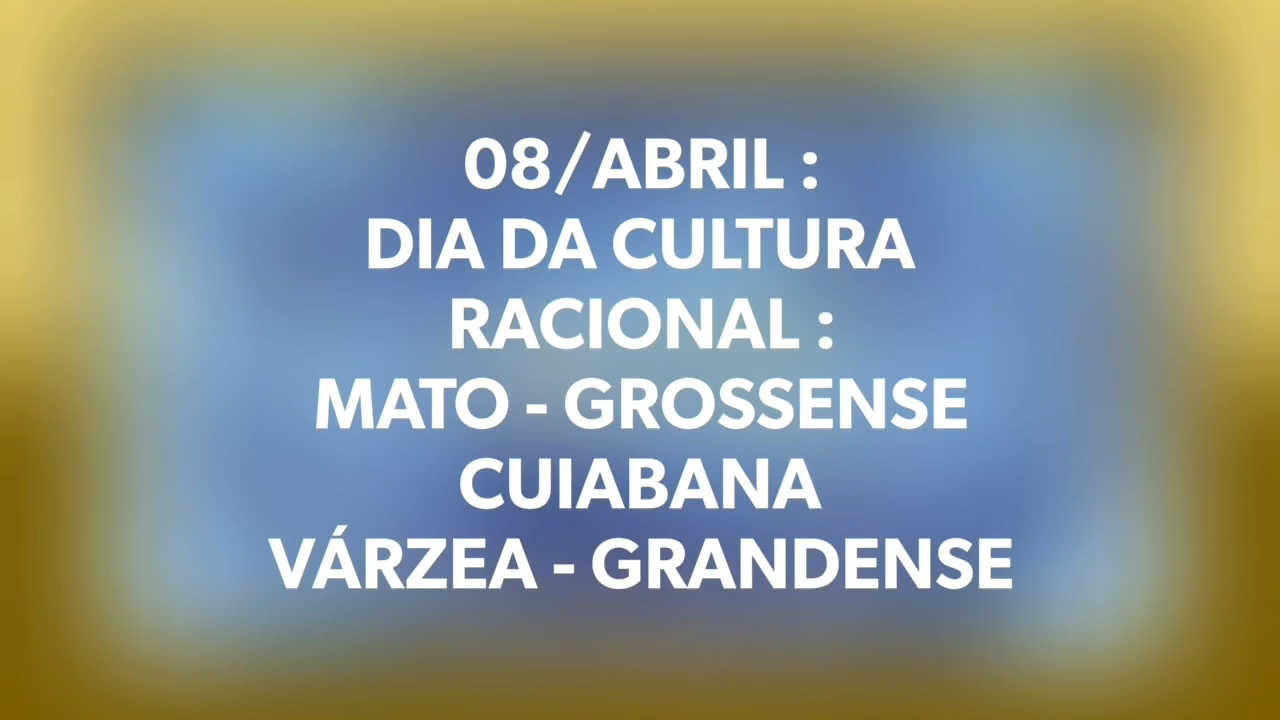 08/ABRIL :
DIA DA CULTURA
RACIONAL :
MATO - GROSSENSE
CUIABANA
VÁRZEA - GRANDENSE